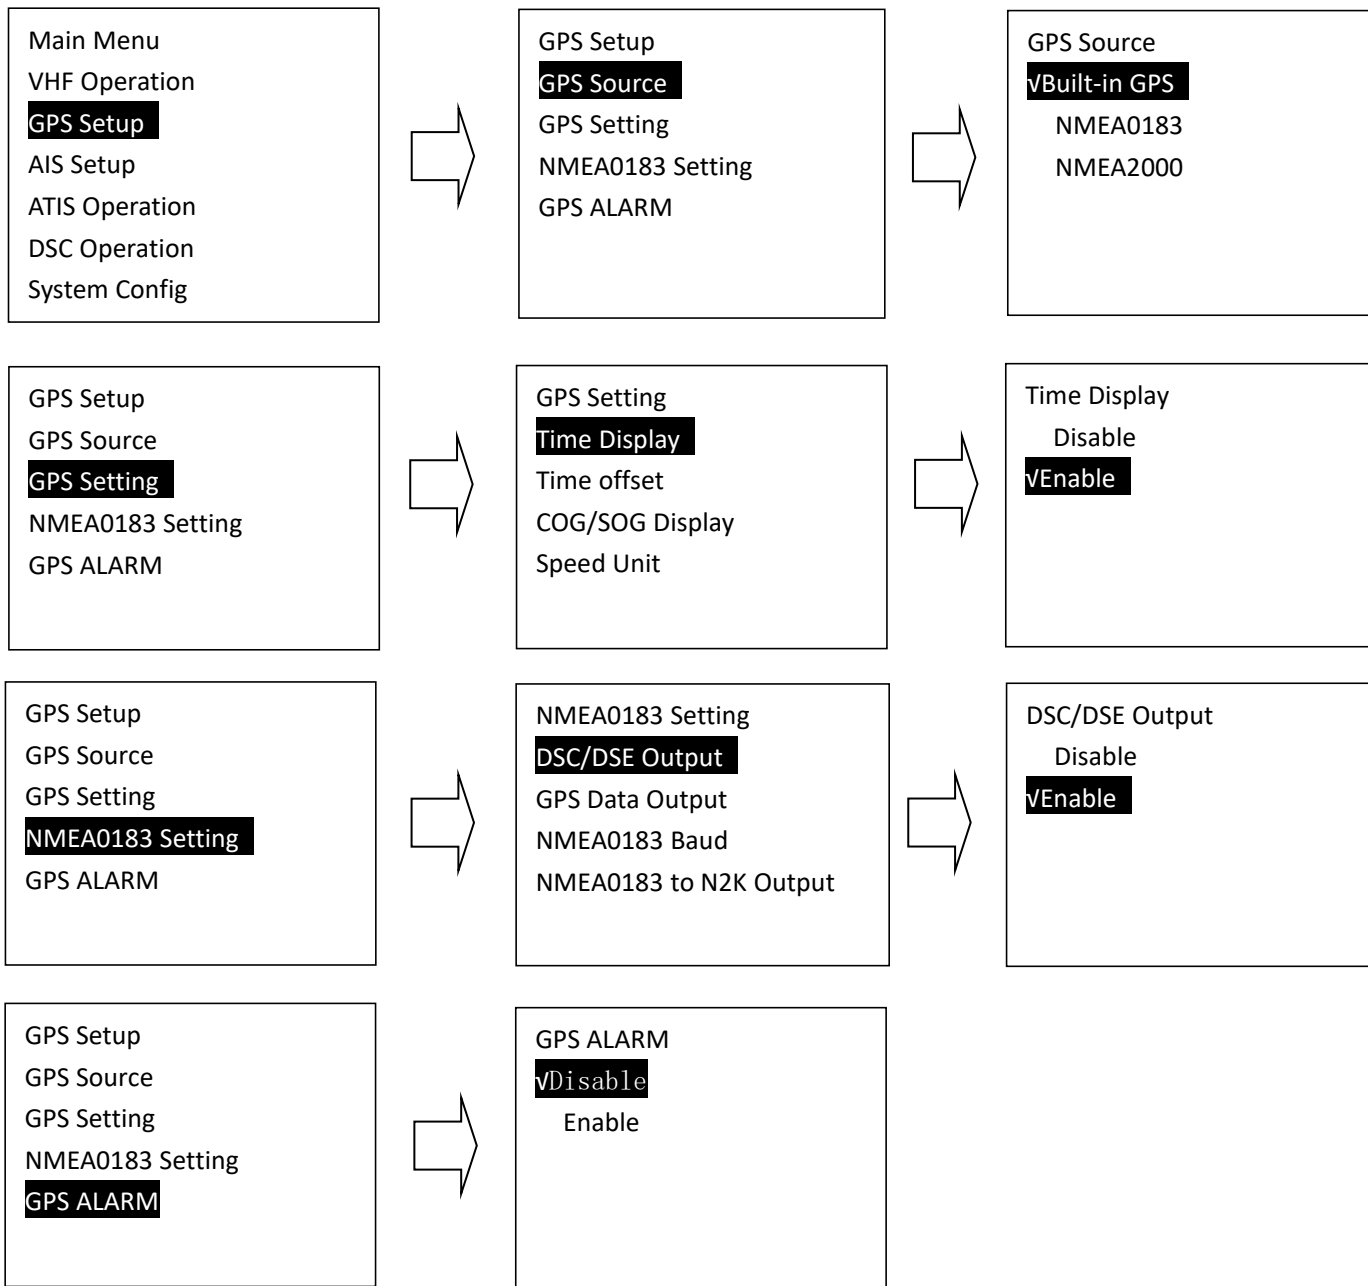 Main Menu
VHF Operation
GPS Setup
AIS Setup
ATIS Operation
DSC Operation
System Config
GPS Setup
GPS Source
GPS Setting
NMEA0183 Setting
GPS ALARM
GPS Source
√Built-in GPS
NMEA0183
NMEA2000
GPS Setup
GPS Source
GPS Setting
NMEA0183 Setting
GPS ALARM
GPS Setting
Time Display
Time offset
COG/SOG Display
Speed Unit
Time Display
Disable
√Enable
GPS Setup
GPS Source
GPS Setting
NMEA0183 Setting
GPS ALARM
NMEA0183 Setting
DSC/DSE Output
GPS Data Output
NMEA0183 Baud
NMEA0183 to N2K Output
DSC/DSE Output
Disable
√Enable
GPS Setup
GPS Source
GPS Setting
NMEA0183 Setting
GPS ALARM
GPS ALARM
√Disable
Enable